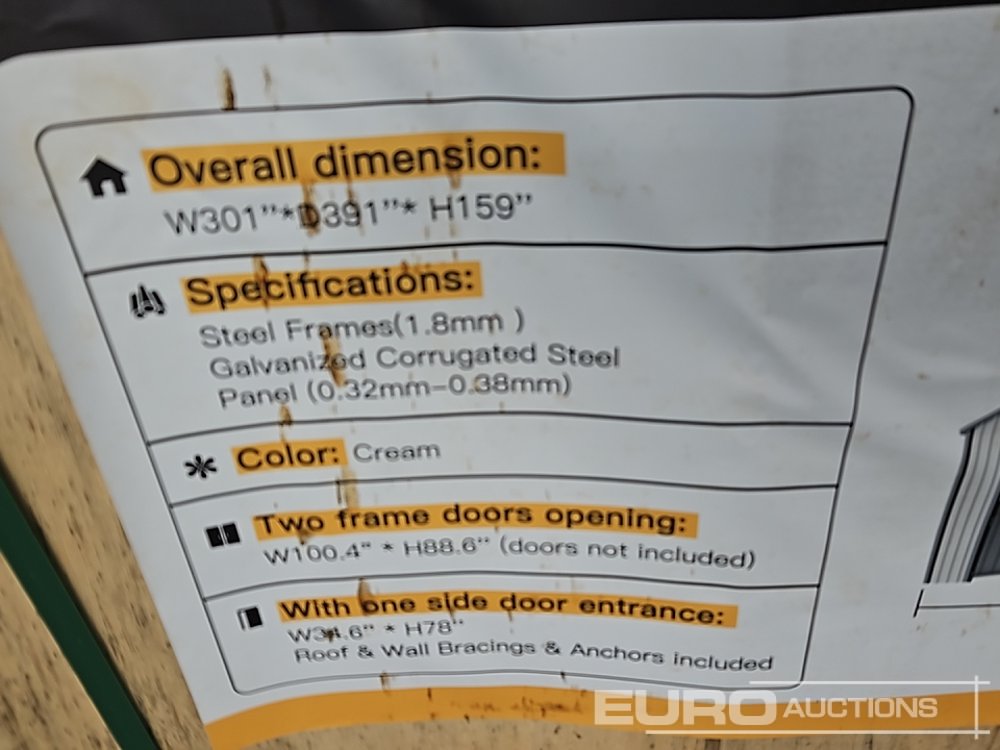 Overall dimension:
W301"*D391"* H159"
Specifications:
Steel Frames(1.8mm )
Galvanized Corrugated Steel
Panel (0.32mm-0.38mm)
Color: Cream
Two frame doors opening:
W100.4" * H88.6" (doors not included)
With one side door entrance:
W34.6" * H78"
Roof & Wall Bracings & Anchors included
EURO AUCTIONS